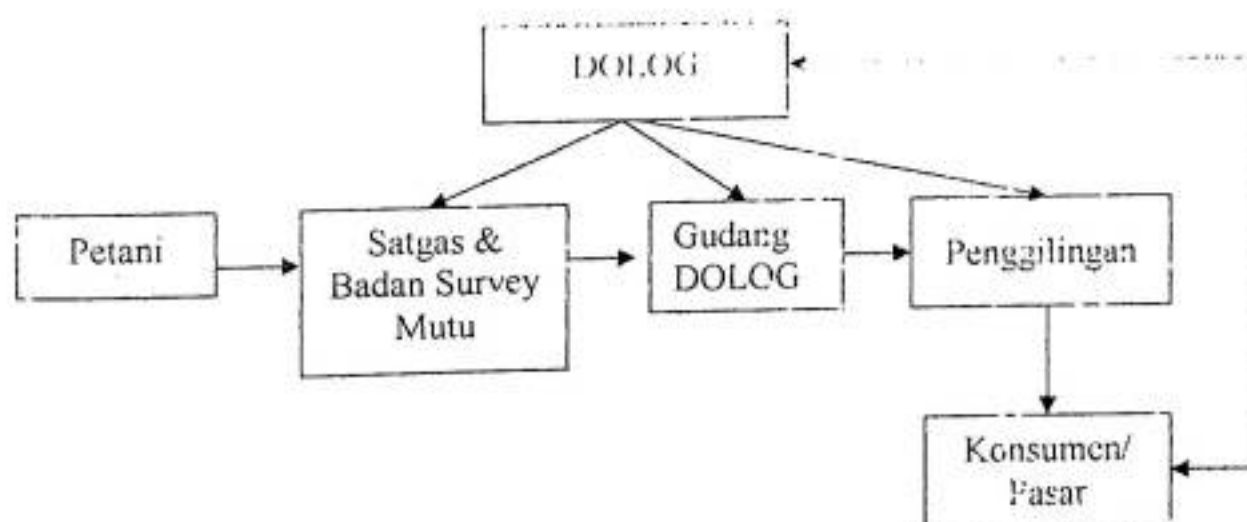 DOLOG
Petani
Satgas &
Badan Survey
Mutu
Gudang
DOLOG
Penggilingan
Konsumen/
Pasar